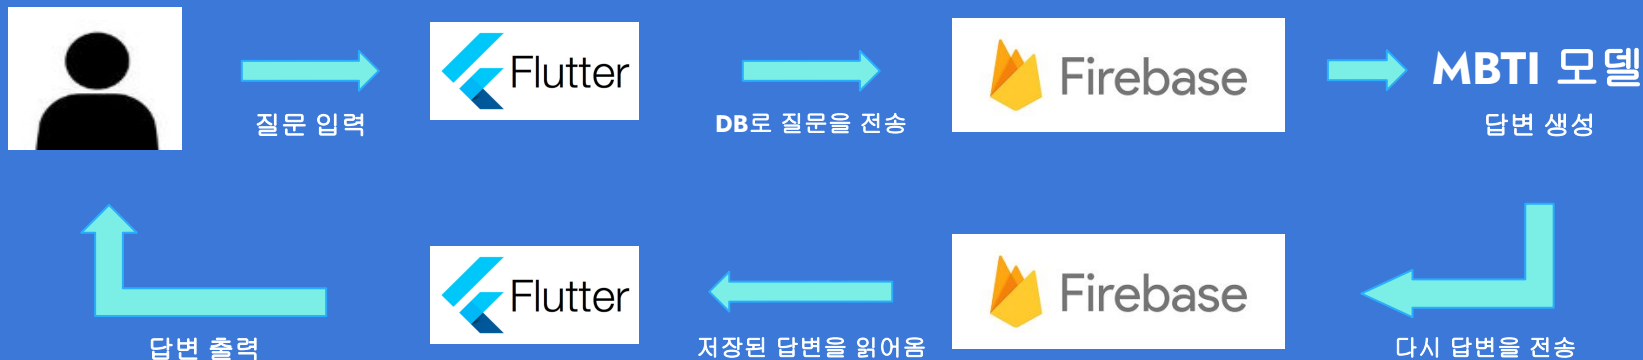 Flutter
Firebase
MBTI 모델
질문 입력
DB로 질문을 전송
답변 생성
Flutter
Firebase
답변 출력
저장된 답변을 읽어옴
다시 답변을 전송